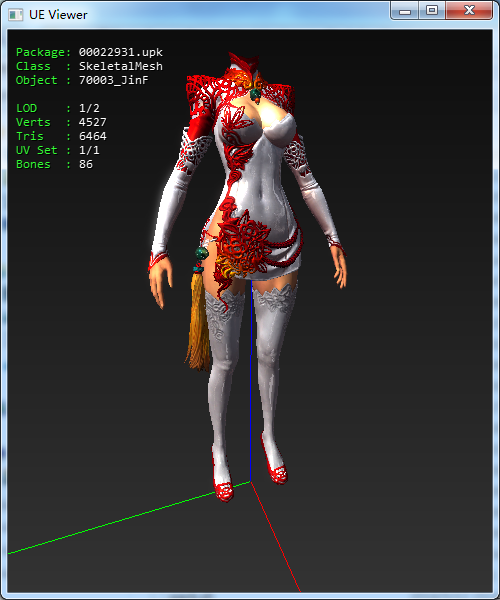 UE Viewer
Package: 00022931.upk
Class : SkeletalMesh
Object : 70003_JinF
LOD : 1/2
Verts : 4527
Tris : 6464
UV Set : 1/1
Bones : 86